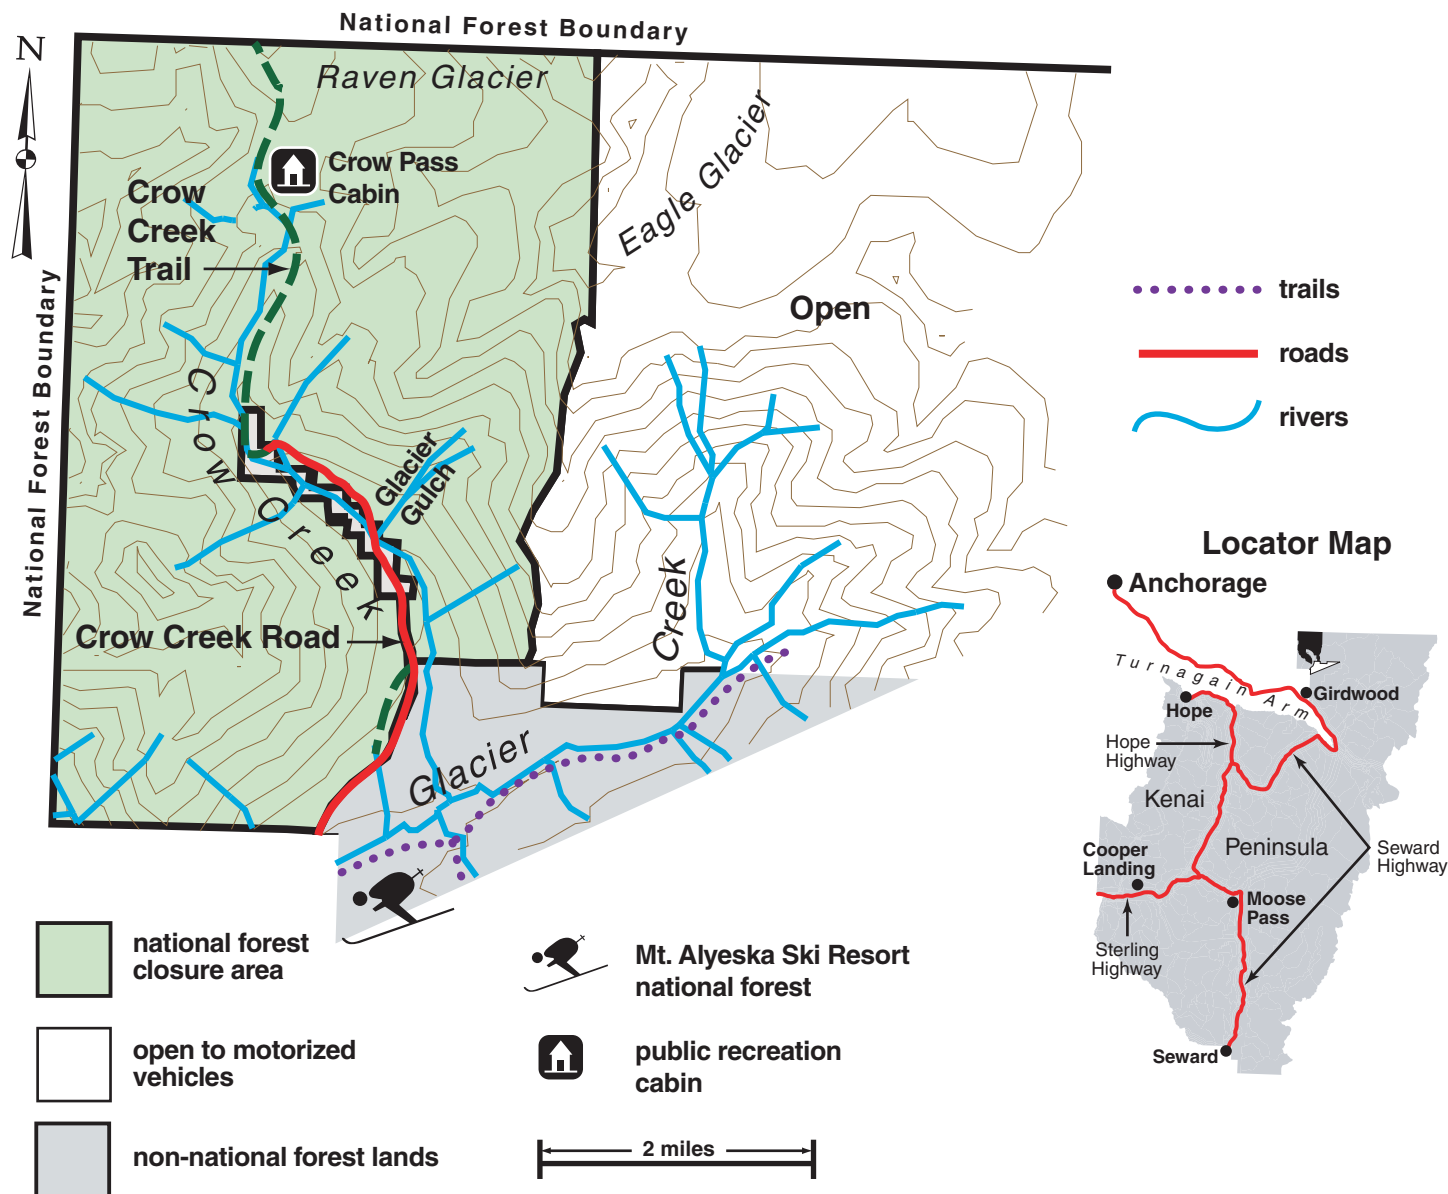 National Forest Boundary
N
Raven Glacier
Crow Pass
Cabin
Crow
Creek
Trail
Eagle Glacier
Open
National Forest Boundary
Crow Creek
Glacier
Gulch
Crow Creek Road
Glacier Creek
trails
roads
rivers
Locator Map
Anchorage
Turnagain Arm
Girdwood
Hope
Hope
Highway
Kenai
Peninsula
Cooper
Landing
Seward
Highway
Moose
Pass
Sterling
Highway
Seward
national forest
closure area
open to motorized
vehicles
non-national forest lands
Mt. Alyeska Ski Resort
national forest
public recreation
cabin
2 miles